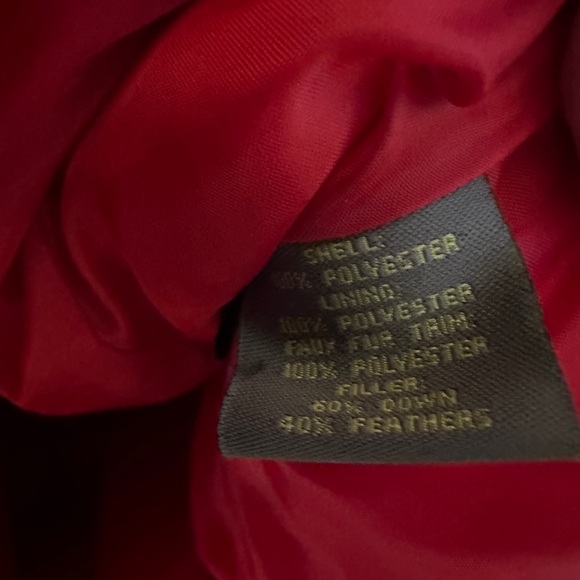 SHELL:
100% POLYESTER
LINING:
100% POLYESTER
FAUX FUR TRIM:
100% POLYESTER
FILLER:
60% DOWN
40% FEATHERS